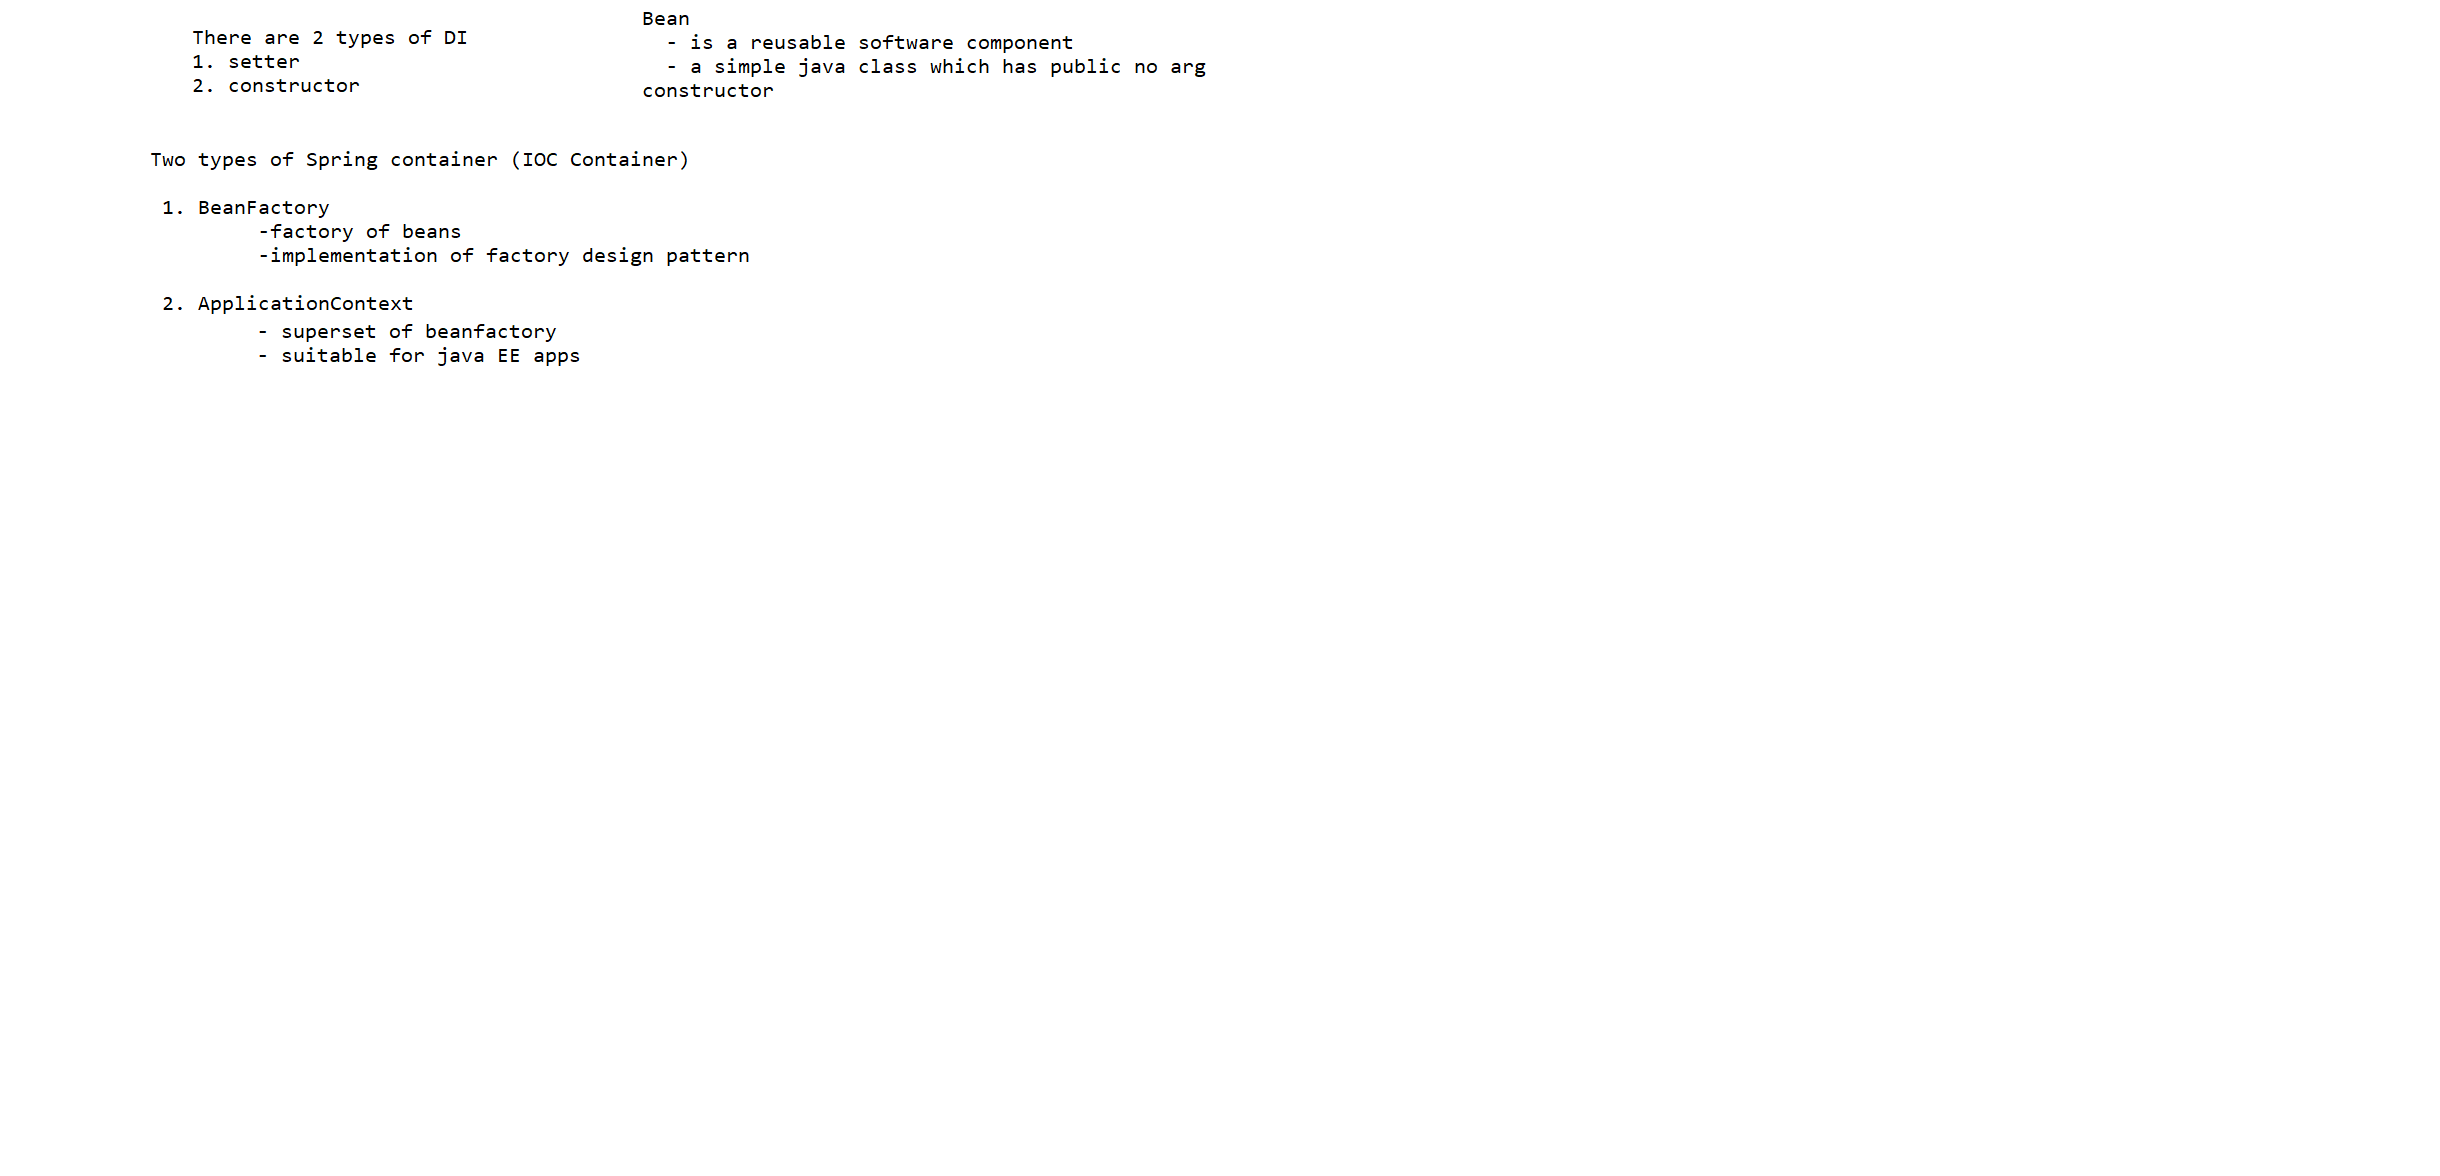 There are 2 types of DI
1. setter
2. constructor
Bean
- is a reusable software component
- a simple java class which has public no arg
constructor
Two types of Spring container (IOC Container)
1. BeanFactory
-factory of beans
-implementation of factory design pattern
2. ApplicationContext
- superset of beanfactory
- suitable for java EE apps